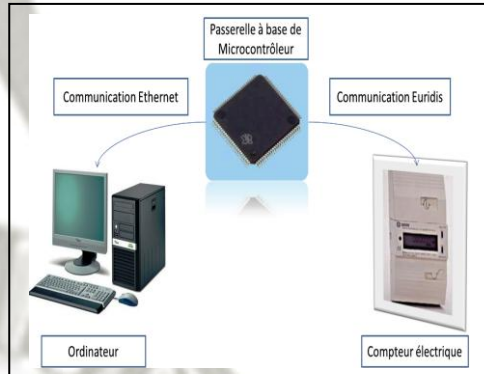 Passerelle à base de
Microcontrôleur
Communication Ethernet
Communication Euridis
Ordinateur
Compteur électrique